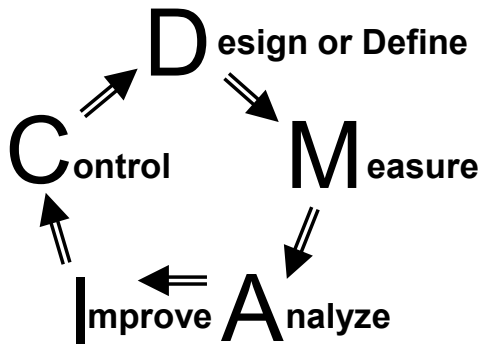 Design or Define
Control
Measure
Improve
Analyze